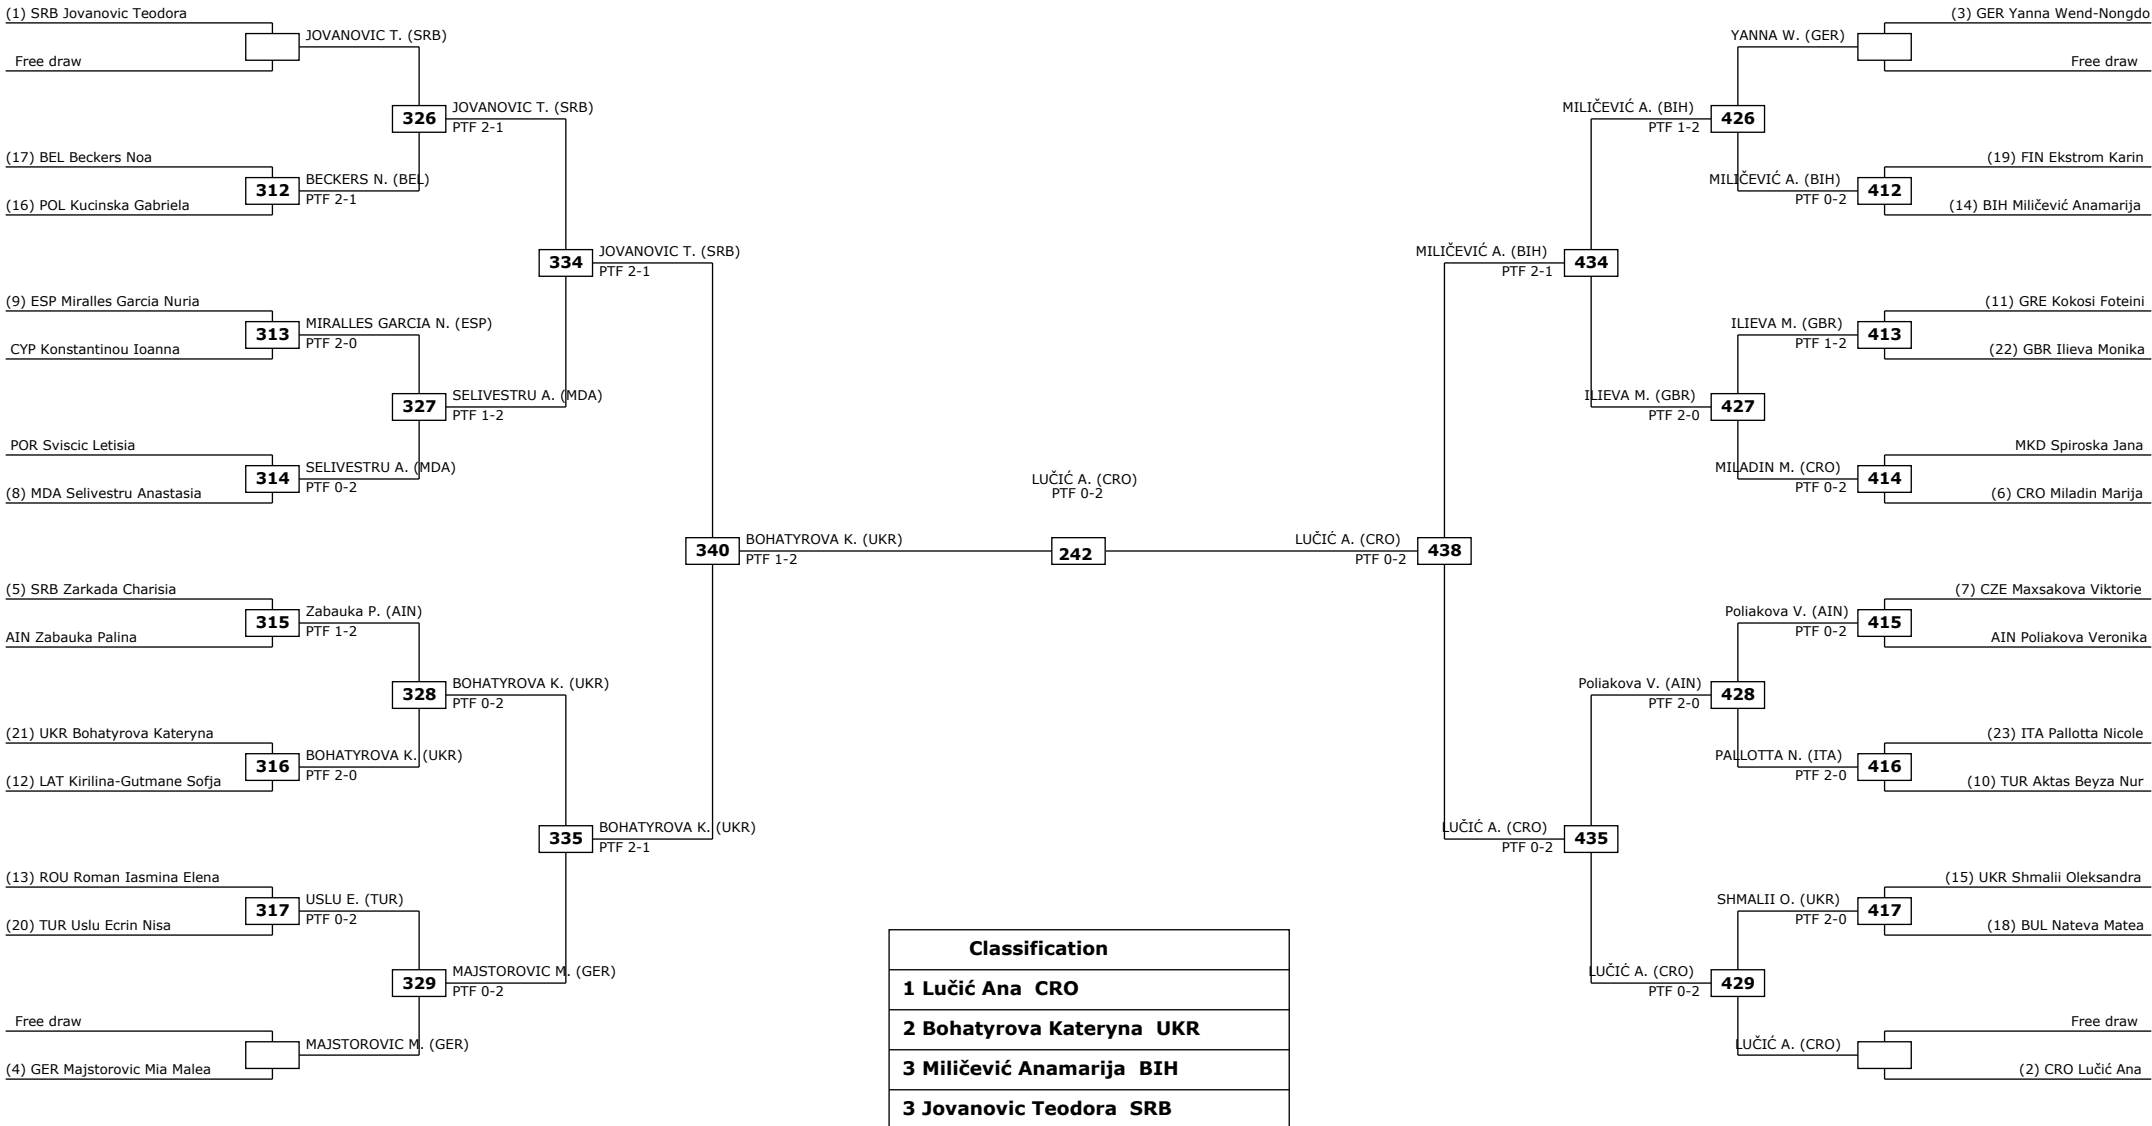 (1) SRB Jovanovic Teodora
Free draw
JOVANOVIC T. (SRB)
326
JOVANOVIC T. (SRB)
PTF 2-1
(17) BEL Beckers Noa
(16) POL Kucinska Gabriela
312
BECKERS N. (BEL)
PTF 2-1
334
JOVANOVIC T. (SRB)
PTF 2-1
(9) ESP Miralles Garcia Nuria
CYP Konstantinou Ioanna
313
MIRALLES GARCIA N. (ESP)
PTF 2-0
327
SELIVESTRU A. (MDA)
PTF 1-2
POR Sviscic Letisia
(8) MDA Selivestru Anastasia
314
SELIVESTRU A. (MDA)
PTF 0-2
340
BOHATYROVA K. (UKR)
PTF 1-2
(5) SRB Zarkada Charisia
AIN Zabauka Palina
315
Zabauka P. (AIN)
PTF 1-2
328
BOHATYROVA K. (UKR)
PTF 0-2
(21) UKR Bohatyrova Kateryna
(12) LAT Kirilina-Gutmane Sofja
316
BOHATYROVA K. (UKR)
PTF 2-0
335
BOHATYROVA K. (UKR)
PTF 2-1
(13) ROU Roman Iasmina Elena
(20) TUR Uslu Ecrin Nisa
317
USLU E. (TUR)
PTF 0-2
329
MAJSTOROVIC M. (GER)
PTF 0-2
Free draw
(4) GER Majstorovic Mia Malea
MAJSTOROVIC M. (GER)
LUČIĆ A. (CRO)
PTF 0-2
242
(3) GER Yanna Wend-Nongdo
Free draw
YANNA W. (GER)
MILIČEVIĆ A. (BIH)
PTF 1-2
426
(19) FIN Ekstrom Karin
(14) BIH Miličević Anamarija
MILIČEVIĆ A. (BIH)
PTF 0-2
412
MILIČEVIĆ A. (BIH)
PTF 2-1
434
(11) GRE Kokosi Foteini
(22) GBR Ilieva Monika
ILIEVA M. (GBR)
PTF 1-2
413
ILIEVA M. (GBR)
PTF 2-0
427
MKD Spiroska Jana
(6) CRO Miladin Marija
MILADIN M. (CRO)
PTF 0-2
414
LUČIĆ A. (CRO)
PTF 0-2
438
(7) CZE Maxsakova Viktorie
AIN Poliakova Veronika
Poliakova V. (AIN)
PTF 0-2
415
Poliakova V. (AIN)
PTF 2-0
428
(23) ITA Pallotta Nicole
(10) TUR Aktas Beyza Nur
PALLOTTA N. (ITA)
PTF 2-0
416
LUČIĆ A. (CRO)
PTF 0-2
435
(15) UKR Shmalii Oleksandra
(18) BUL Nateva Matea
SHMALII O. (UKR)
PTF 2-0
417
LUČIĆ A. (CRO)
PTF 0-2
429
Free draw
(2) CRO Lučić Ana
LUČIĆ A. (CRO)
Classification
1 Lučić Ana CRO
2 Bohatyrova Kateryna UKR
3 Miličević Anamarija BIH
3 Jovanovic Teodora SRB